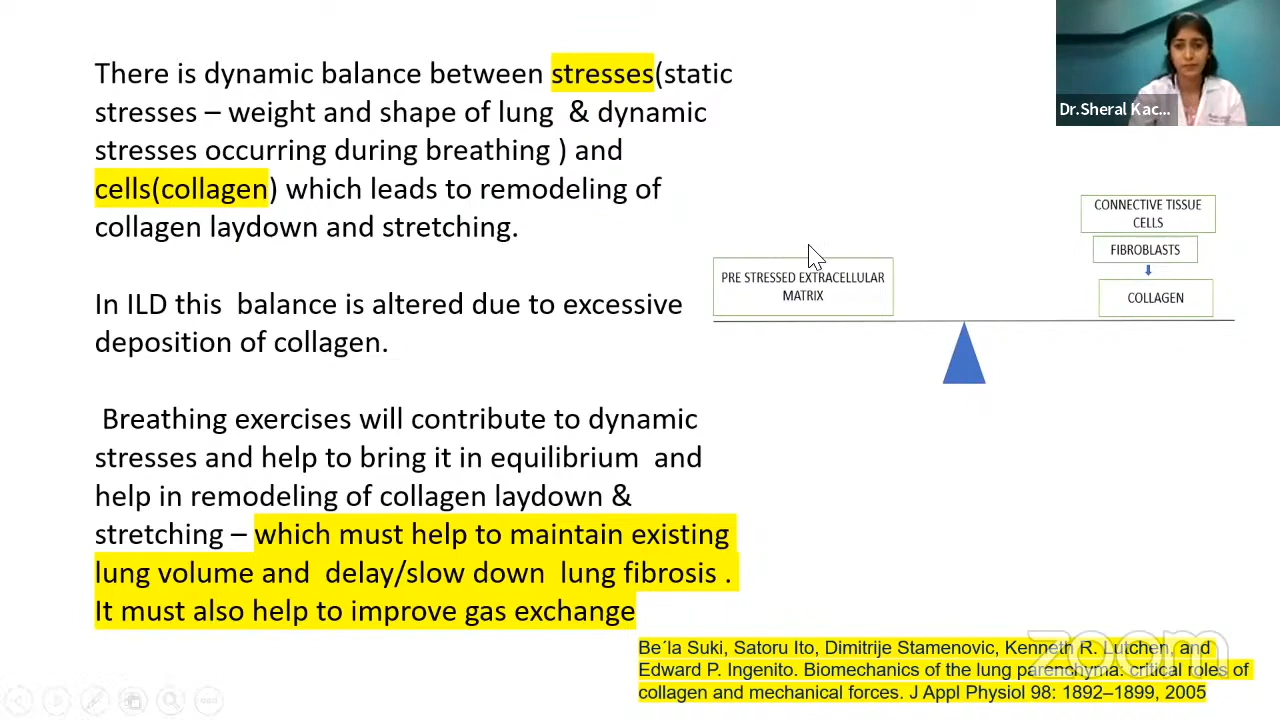 There is dynamic balance between stresses(static
stresses – weight and shape of lung & dynamic
stresses occurring during breathing ) and
cells(collagen) which leads to remodeling of
collagen laydown and stretching.
In ILD this balance is altered due to excessive
deposition of collagen.
Breathing exercises will contribute to dynamic
stresses and help to bring it in equilibrium and
help in remodeling of collagen laydown &
stretching – which must help to maintain existing
lung volume and delay/slow down lung fibrosis .
It must also help to improve gas exchange
Dr.Sheral Kac...
CONNECTIVE TISSUE
CELLS
FIBROBLASTS
COLLAGEN
PRE STRESSED EXTRACELLULAR
MATRIX
Be´la Suki, Satoru Ito, Dimitrije Stamenovic, Kenneth R. Lutchen, and
Edward P. Ingenito. Biomechanics of the lung parenchyma: critical roles of
collagen and mechanical forces. J Appl Physiol 98: 1892–1899, 2005
zoom